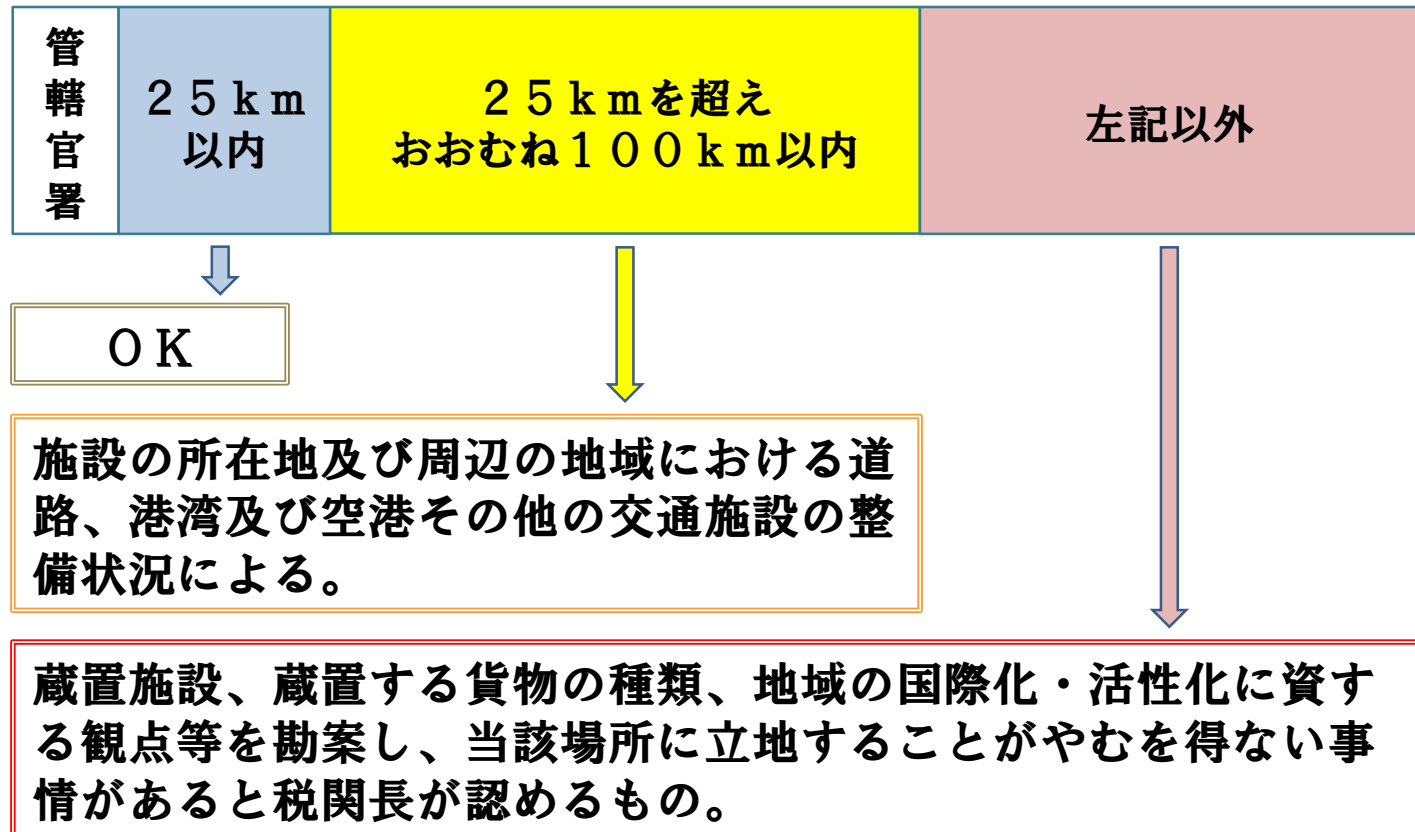 管轄官署
２５ｋｍ
以内
２５ｋｍを超え
おおむね１００ｋｍ以内
左記以外
ＯＫ
施設の所在地及び周辺の地域における道
路、港湾及び空港その他の交通施設の整
備状況による。
蔵置施設、蔵置する貨物の種類、地域の国際化・活性化に資す
る観点等を勘案し、当該場所に立地することがやむを得ない事
情があると税関長が認めるもの。